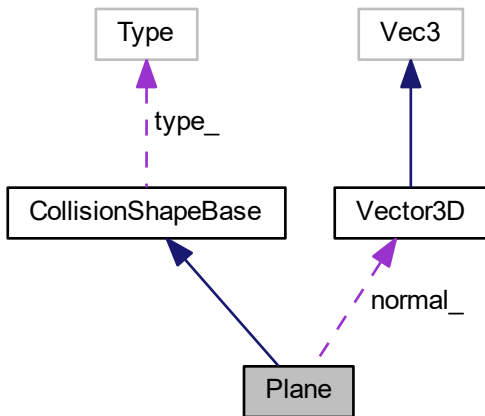 Type
Vec3
type_
CollisionShapeBase
Vector3D
normal_
Plane